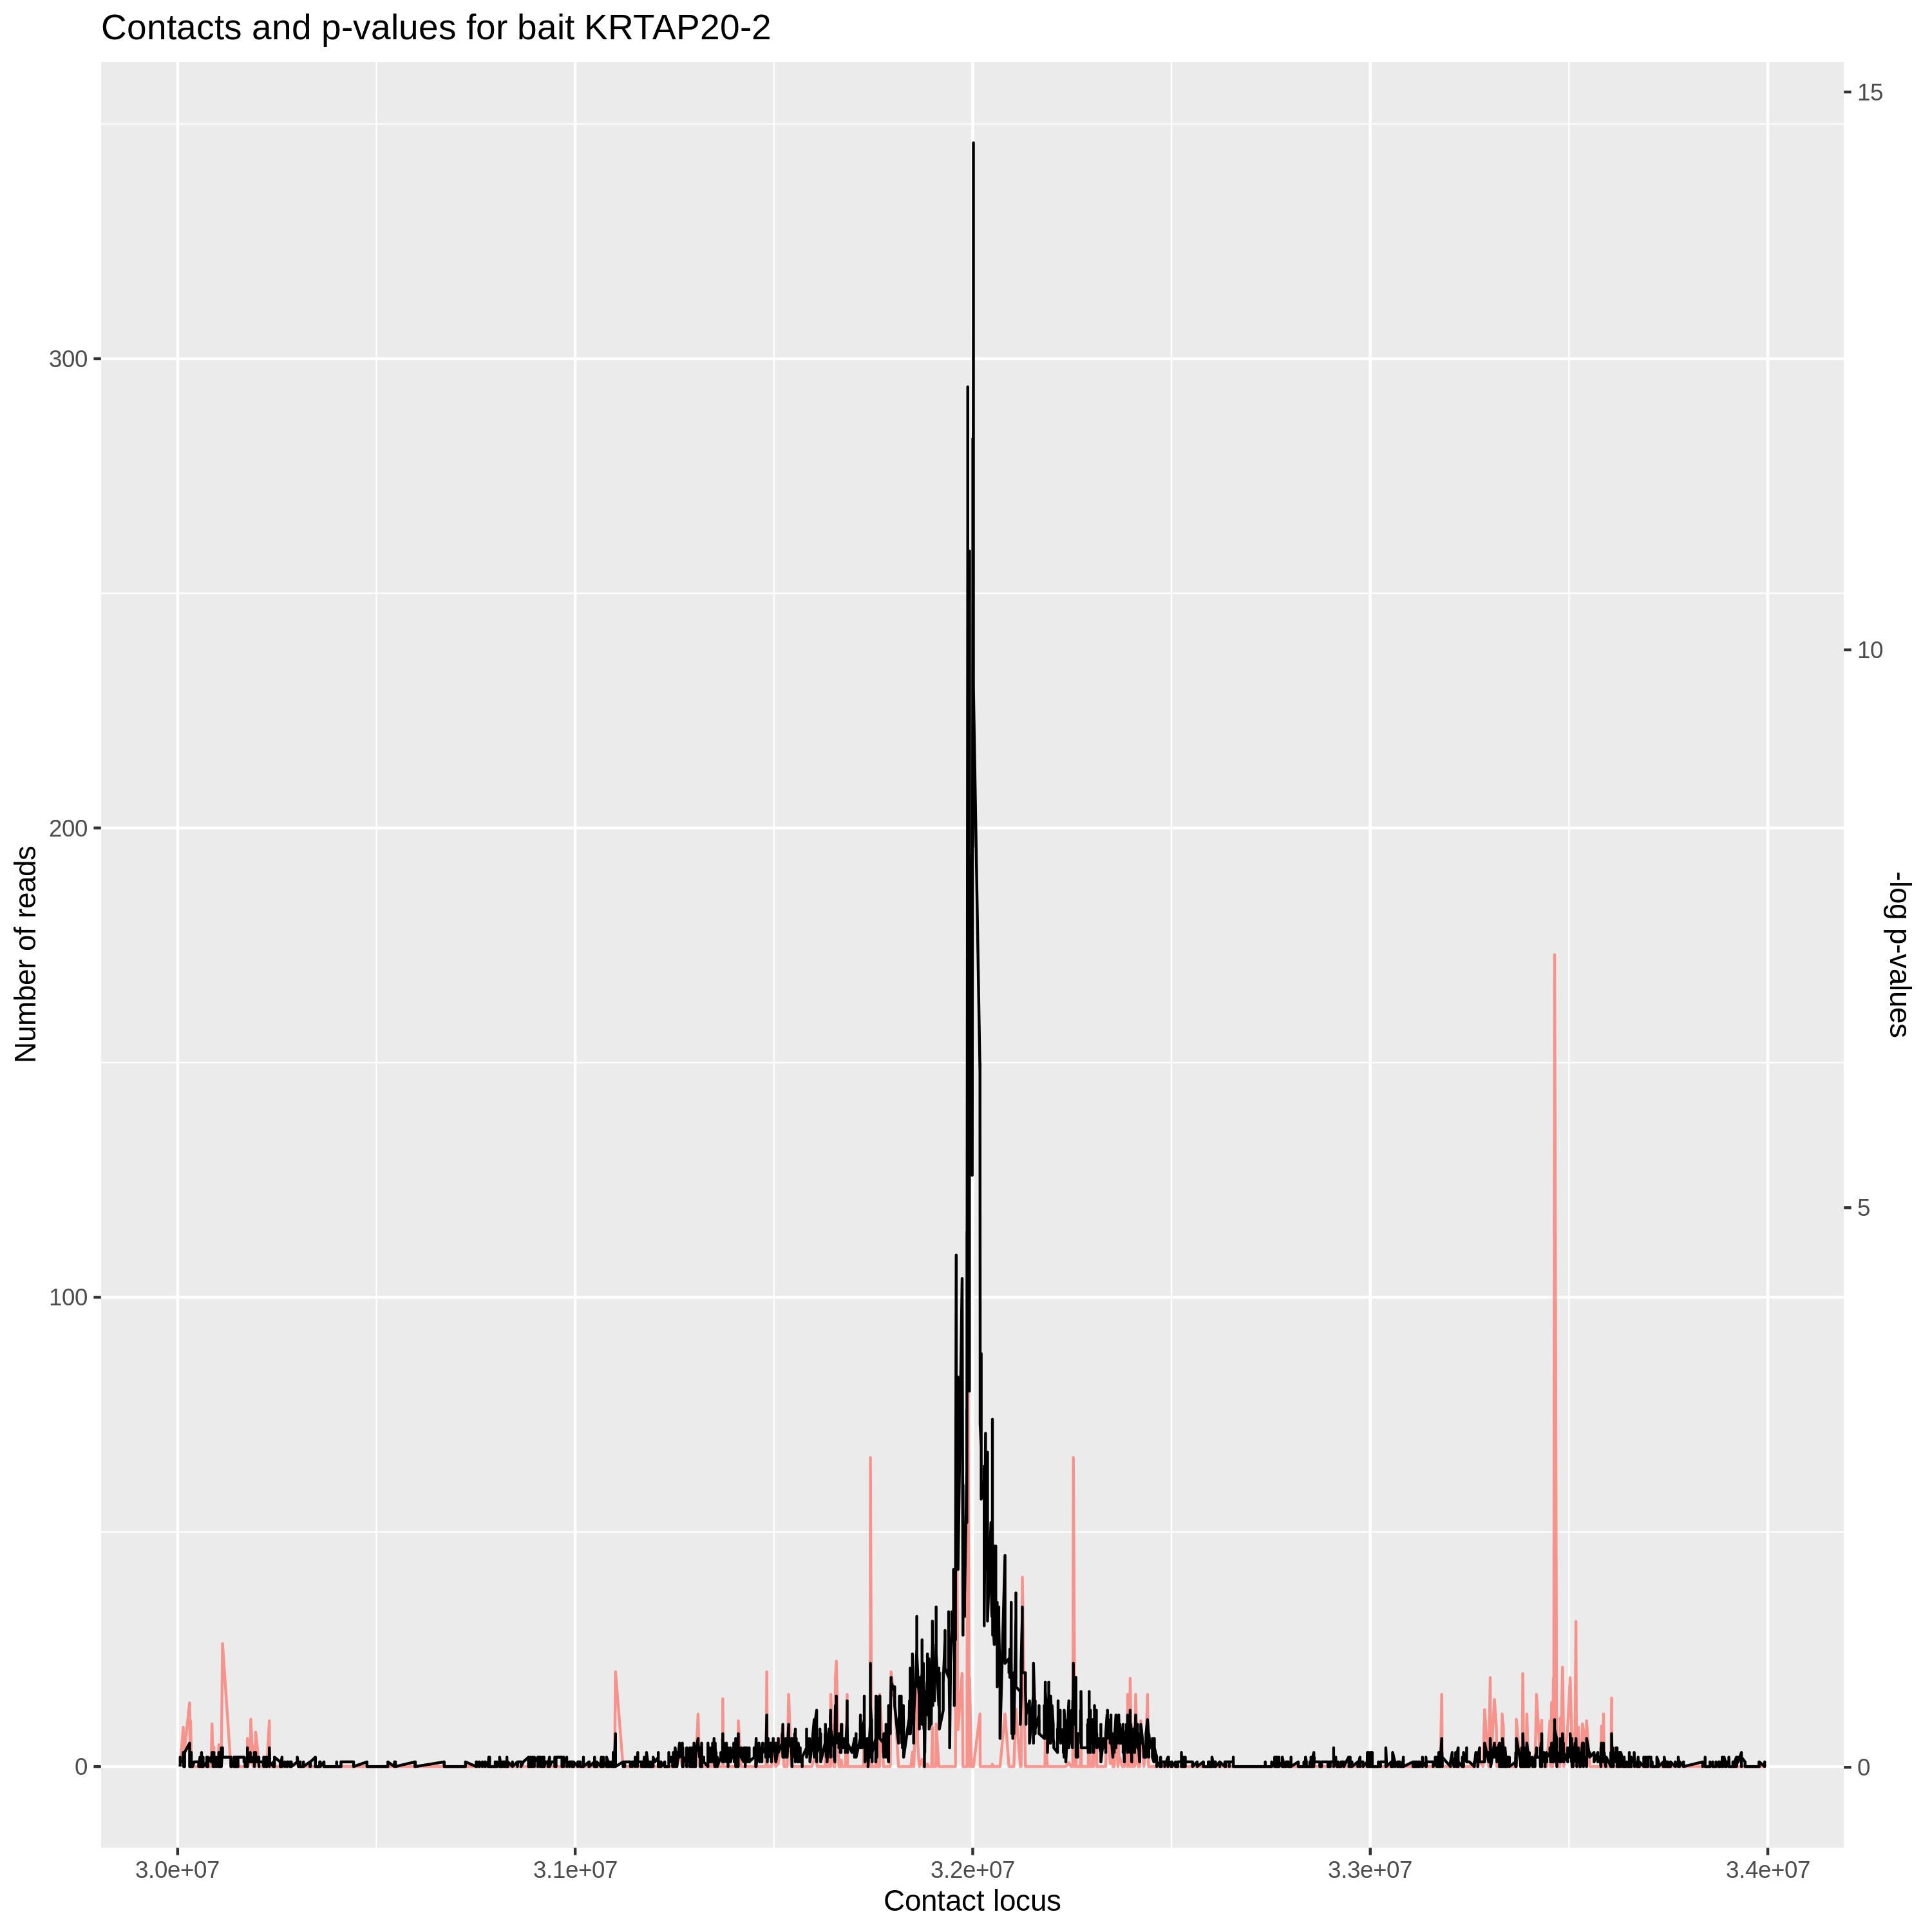 Contacts and p-values for bait KRTAP20-2
15
300
10
200
Number of reads
-log p-values
5
100
0
0
3.0e+07 3.1e+07 3.2e+07 3.3e+07 3.4e+07
Contact locus